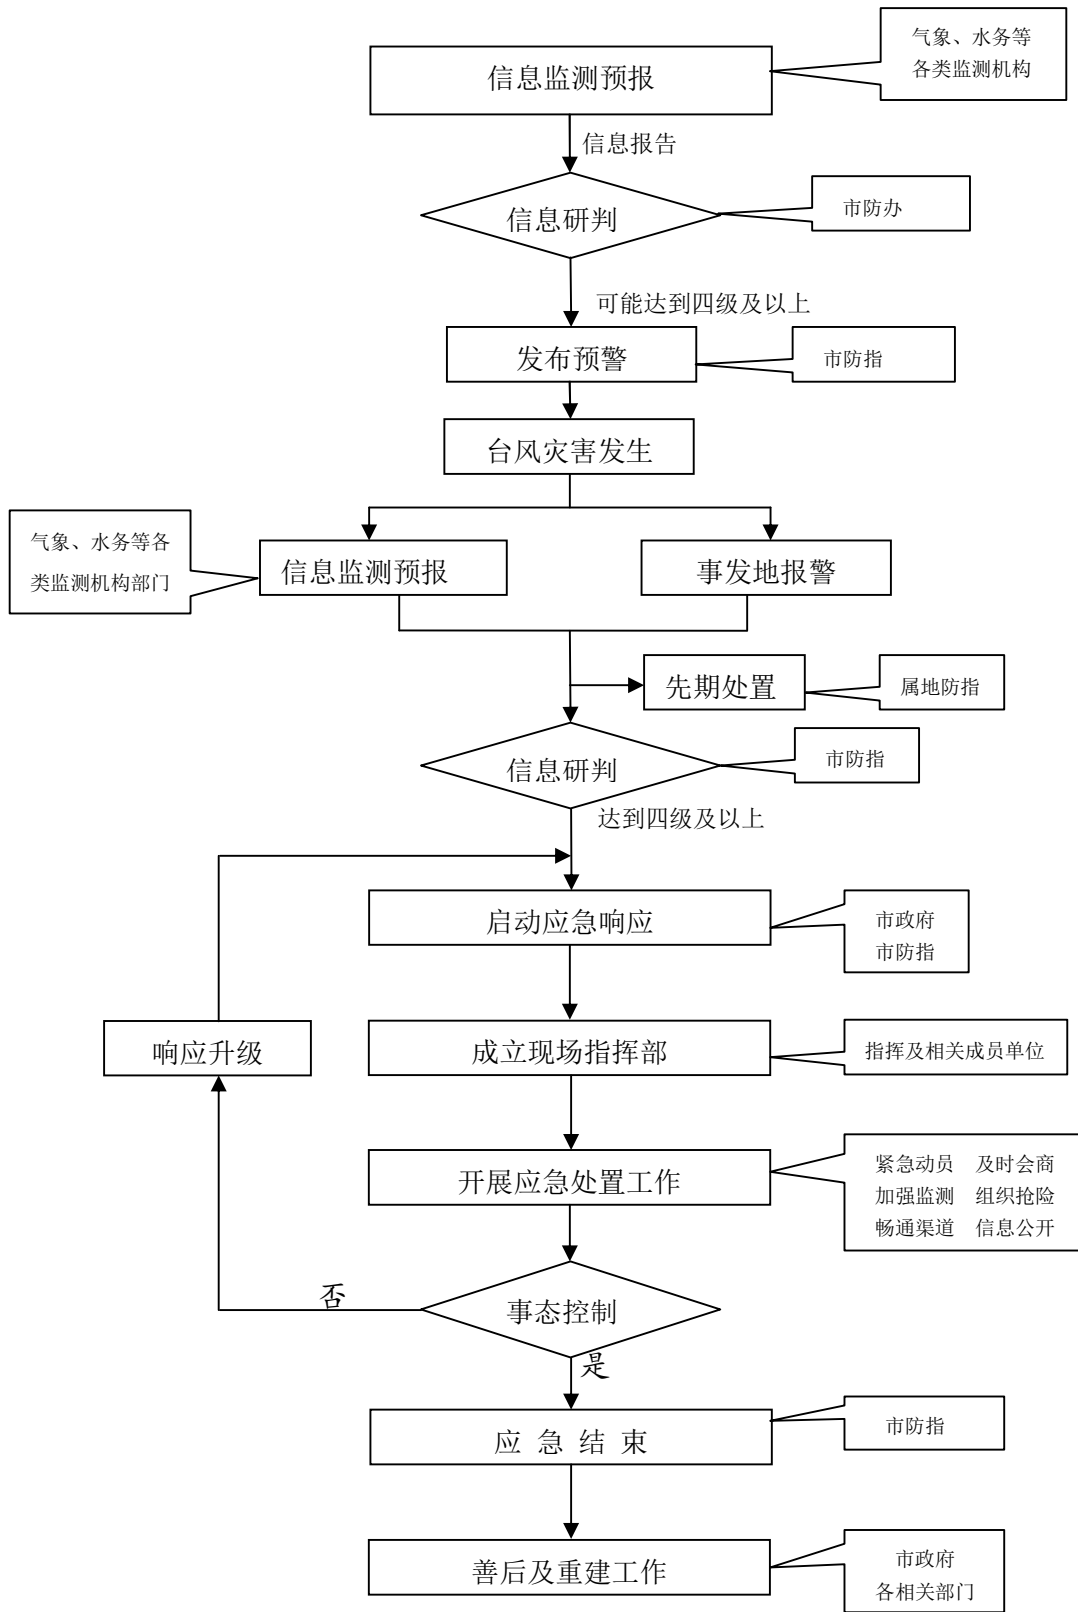 气象、水务等
各类监测机构
信息监测预报
信息报告
信息研判
市防办
可能达到四级及以上
发布预警
市防指
台风灾害发生
气象、水务等各
类监测机构部门
信息监测预报
事发地报警
先期处置
属地防指
信息研判
市防指
达到四级及以上
启动应急响应
市政府
市防指
响应升级
成立现场指挥部
指挥及相关成员单位
开展应急处置工作
紧急动员 及时会商
加强监测 组织抢险
畅通渠道 信息公开
否
事态控制
是
应 急 结 束
市防指
善后及重建工作
市政府
各相关部门